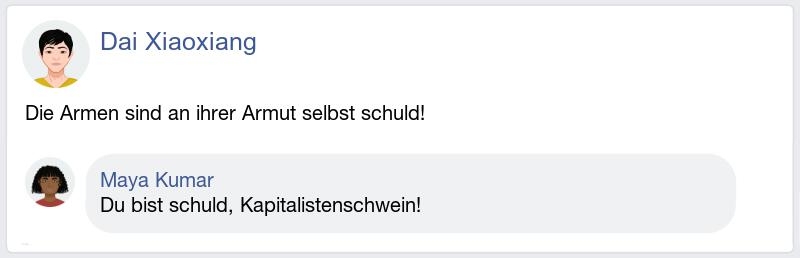 Dai Xiaoxiang
Die Armen sind an ihrer Armut selbst schuld!
Maya Kumar
Du bist schuld, Kapitalistenschwein!